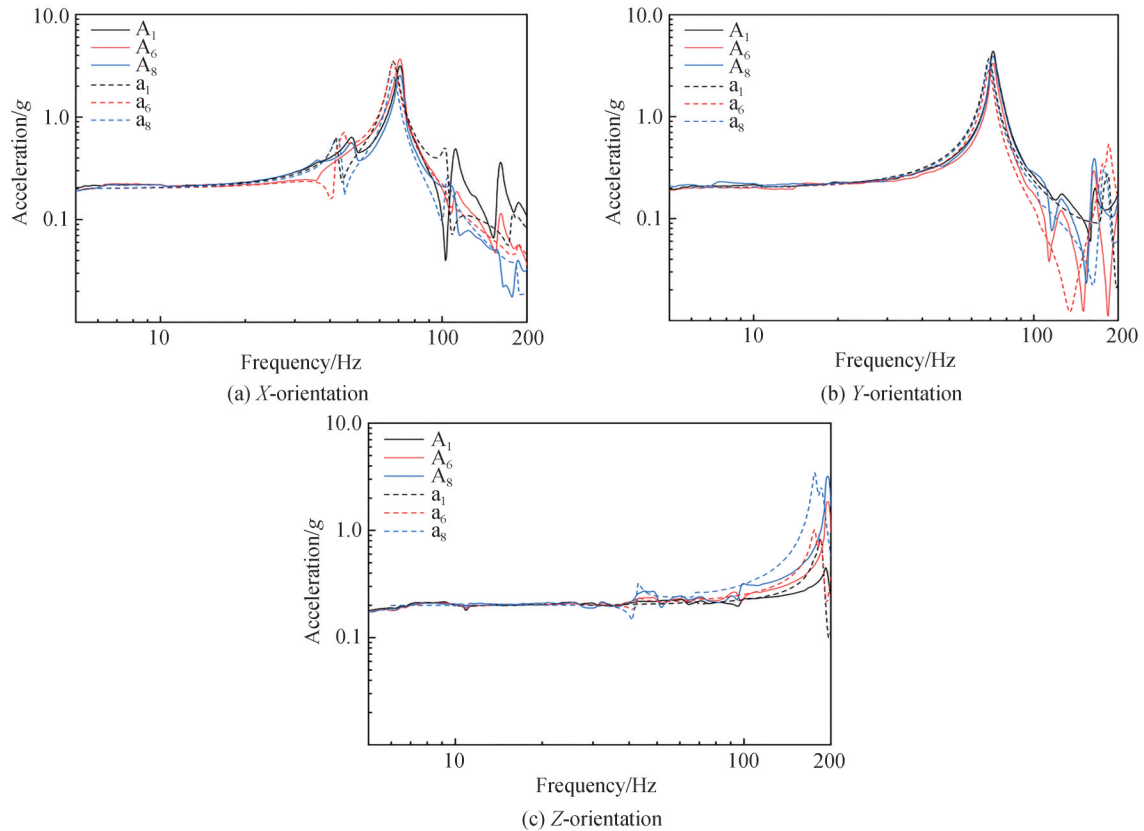 10.0
1.0
0.1
Acceleration/g
A₁
A₆
A₈
a₁
a₆
a₈
10 100 200
Frequency/Hz
(a) X-orientation
10.0
1.0
0.1
Acceleration/g
A₁
A₆
A₈
a₁
a₆
a₈
10 100 200
Frequency/Hz
(b) Y-orientation
10.0
1.0
0.1
Acceleration/g
A₁
A₆
A₈
a₁
a₆
a₈
10 100 200
Frequency/Hz
(c) Z-orientation